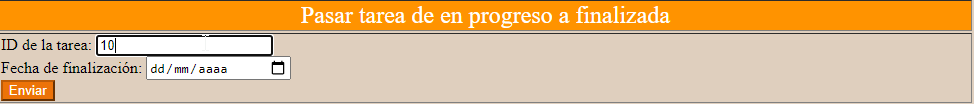 Pasar tarea de en progreso a finalizada
ID de la tarea: 10
Fecha de finalización: dd/mm/aaaa
Enviar